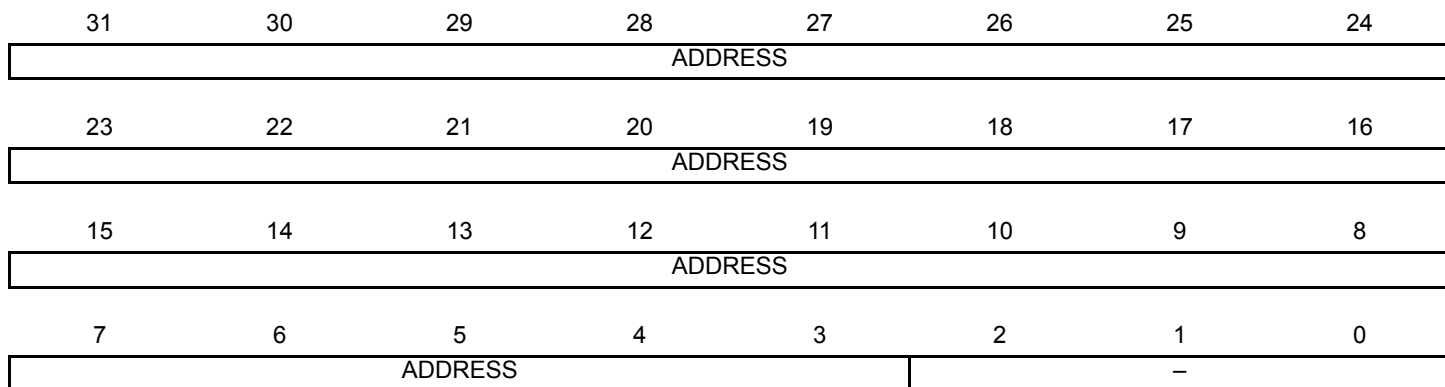 31 30 29 28 27 26 25 24
ADDRESS
23 22 21 20 19 18 17 16
ADDRESS
15 14 13 12 11 10 9 8
ADDRESS
7 6 5 4 3 2 1 0
ADDRESS –